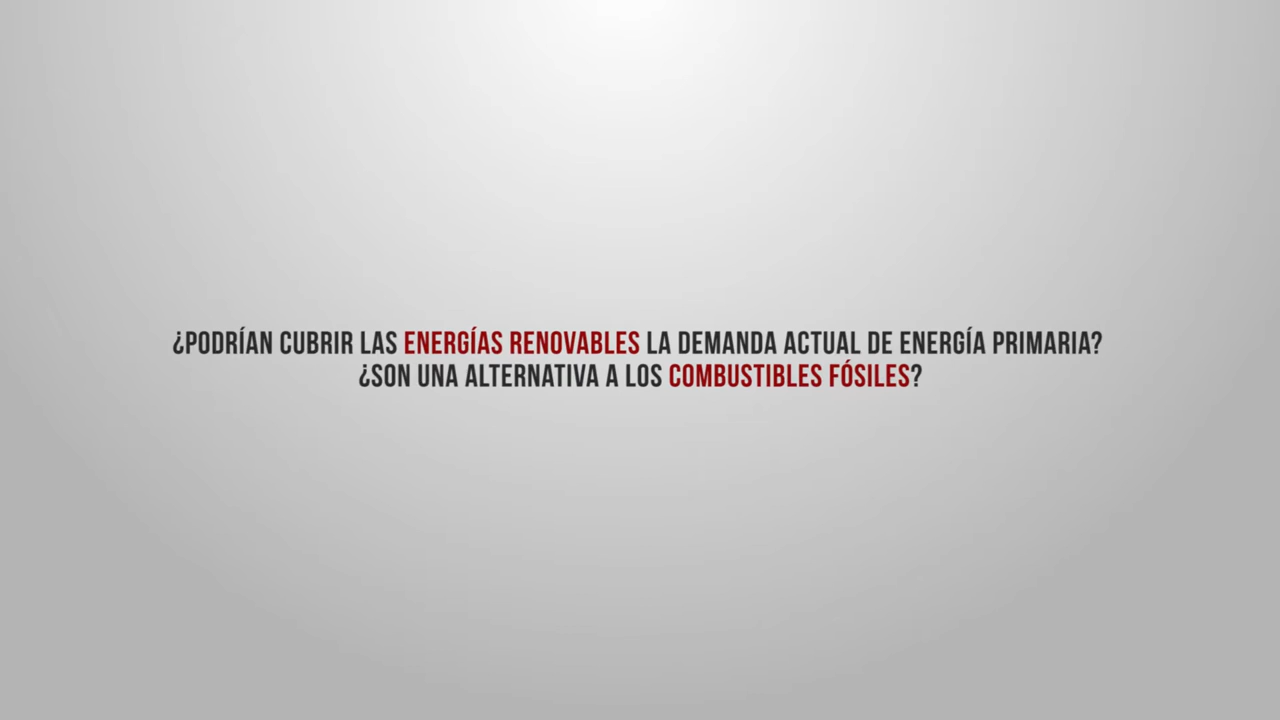 ¿PODRÍAN CUBRIR LAS ENERGÍAS RENOVABLES LA DEMANDA ACTUAL DE ENERGÍA PRIMARIA?
¿SON UNA ALTERNATIVA A LOS COMBUSTIBLES FÓSILES?